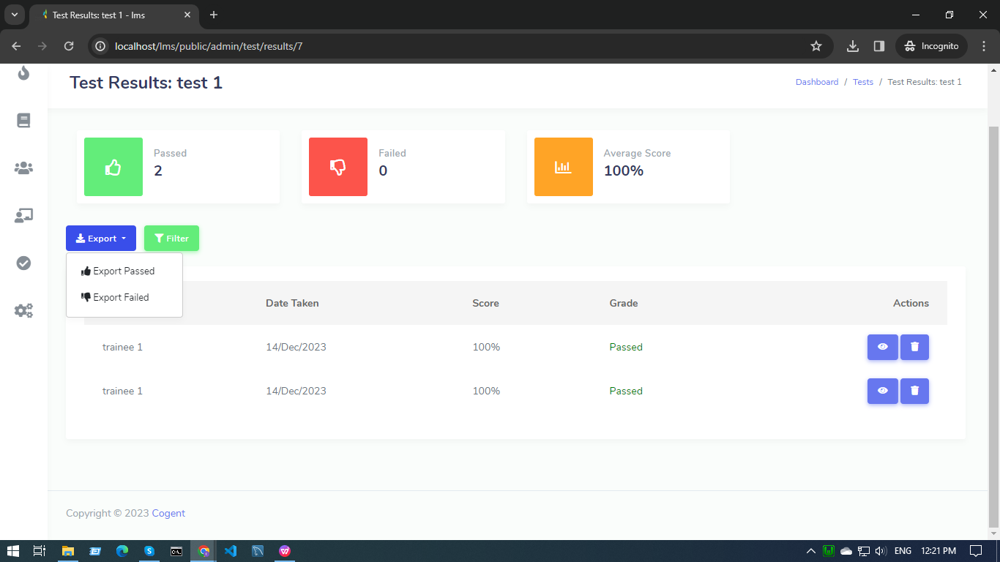 Test Results: test 1 - lms
localhost/lms/public/admin/test/results/7
Incognito
Test Results: test 1
Dashboard / Tests / Test Results: test 1
Passed
2
Failed
0
Average Score
100%
Export
Filter
Export Passed
Export Failed
Date Taken Score Grade Actions
trainee 1 14/Dec/2023 100% Passed
trainee 1 14/Dec/2023 100% Passed
Copyright © 2023 Cogent
ENG 12:21 PM